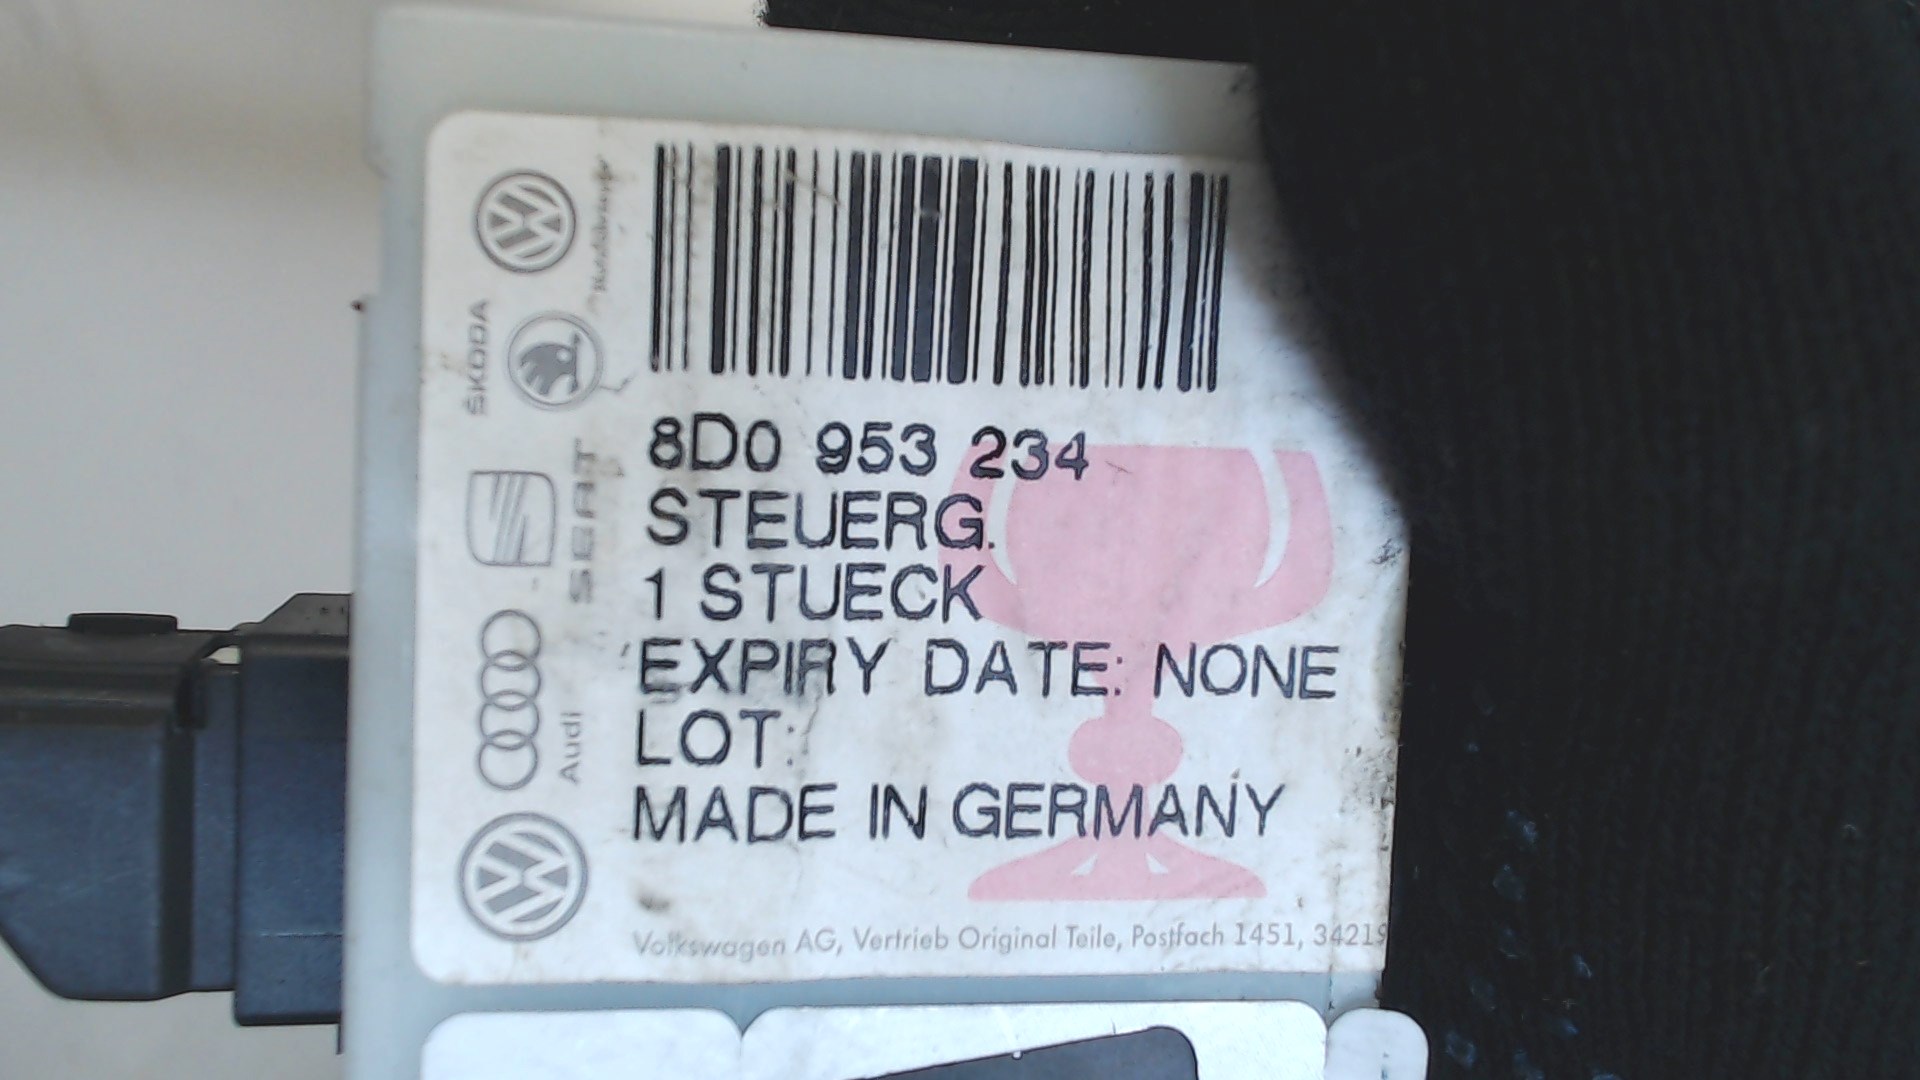 8D0 953 234
STEUERG.
1 STUECK
EXPIRY DATE: NONE
LOT:
MADE IN GERMANY
Volkswagen AG, Vertrieb Original Teile, Postfach 1451, 34219
Nutzfahrzeuge
ŠKODA
SEAT
Audi